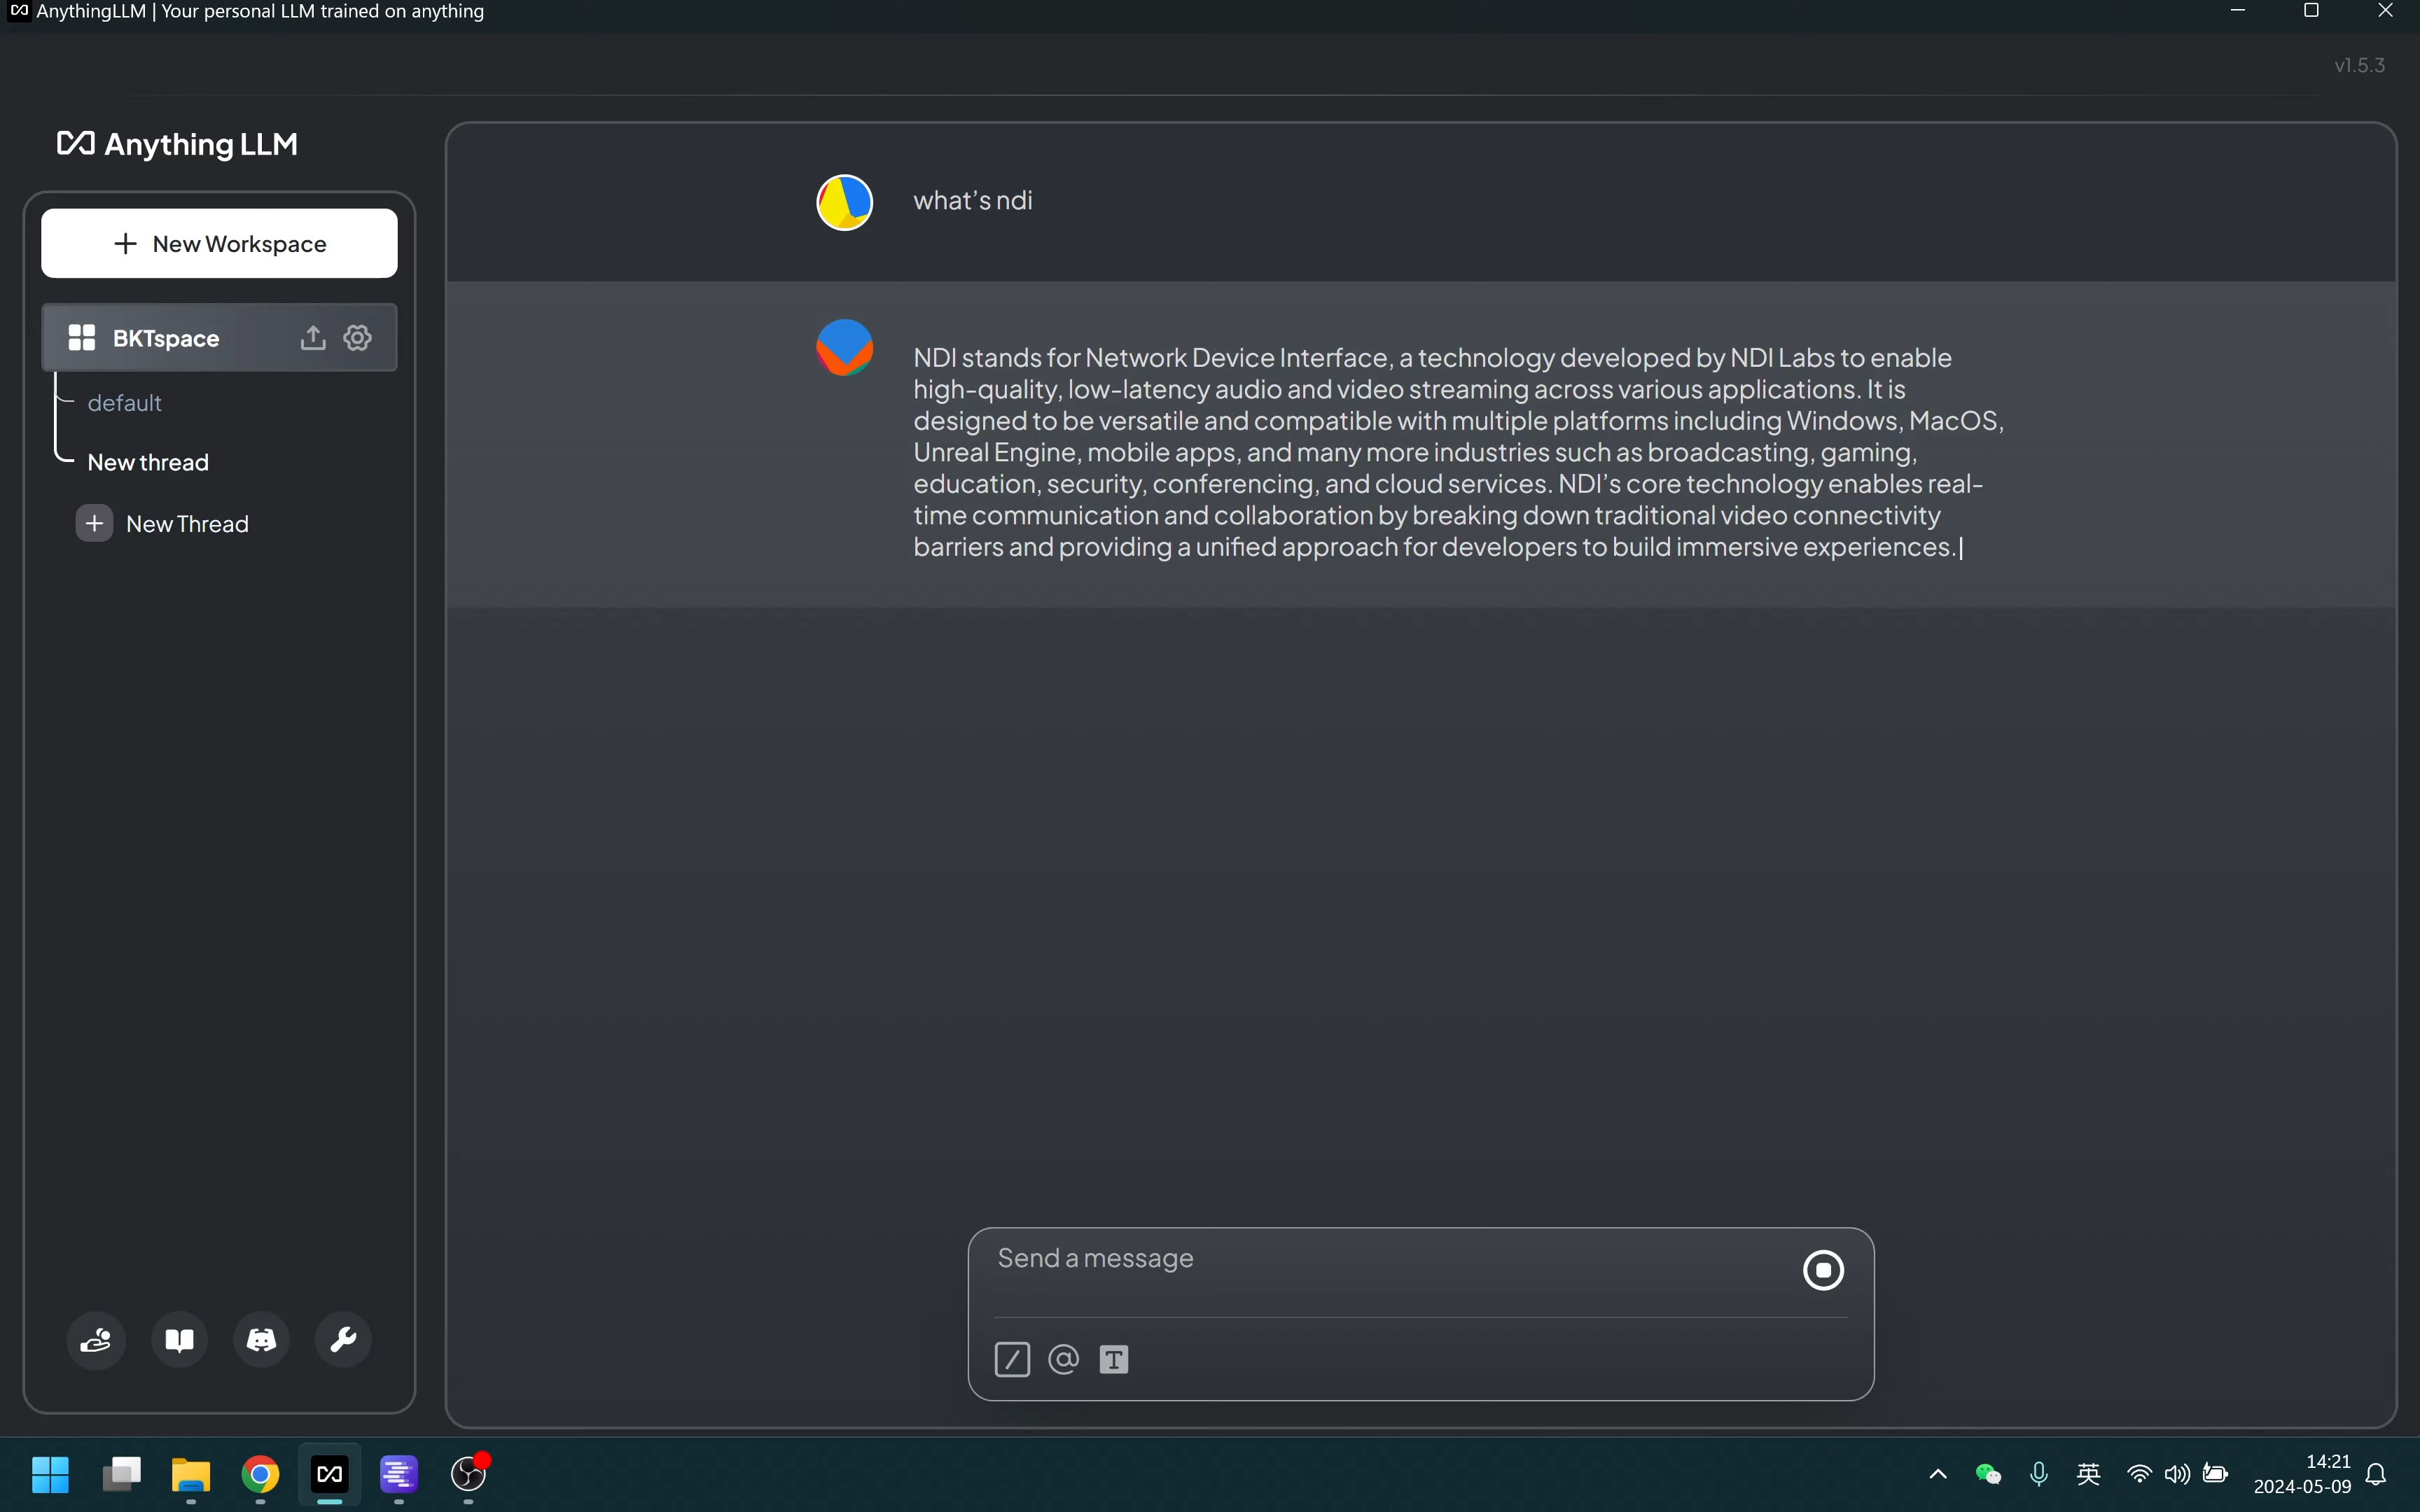 AnythingLLM | Your personal LLM trained on anything
v1.5.3
Anything LLM
New Workspace
BKTspace
default
New thread
New Thread
what's ndi
NDI stands for Network Device Interface, a technology developed by NDI Labs to enable
high-quality, low-latency audio and video streaming across various applications. It is
designed to be versatile and compatible with multiple platforms including Windows, MacOS,
Unreal Engine, mobile apps, and many more industries such as broadcasting, gaming,
education, security, conferencing, and cloud services. NDI's core technology enables real-
time communication and collaboration by breaking down traditional video connectivity
barriers and providing a unified approach for developers to build immersive experiences.
Send a message
英
14:21
2024-05-09